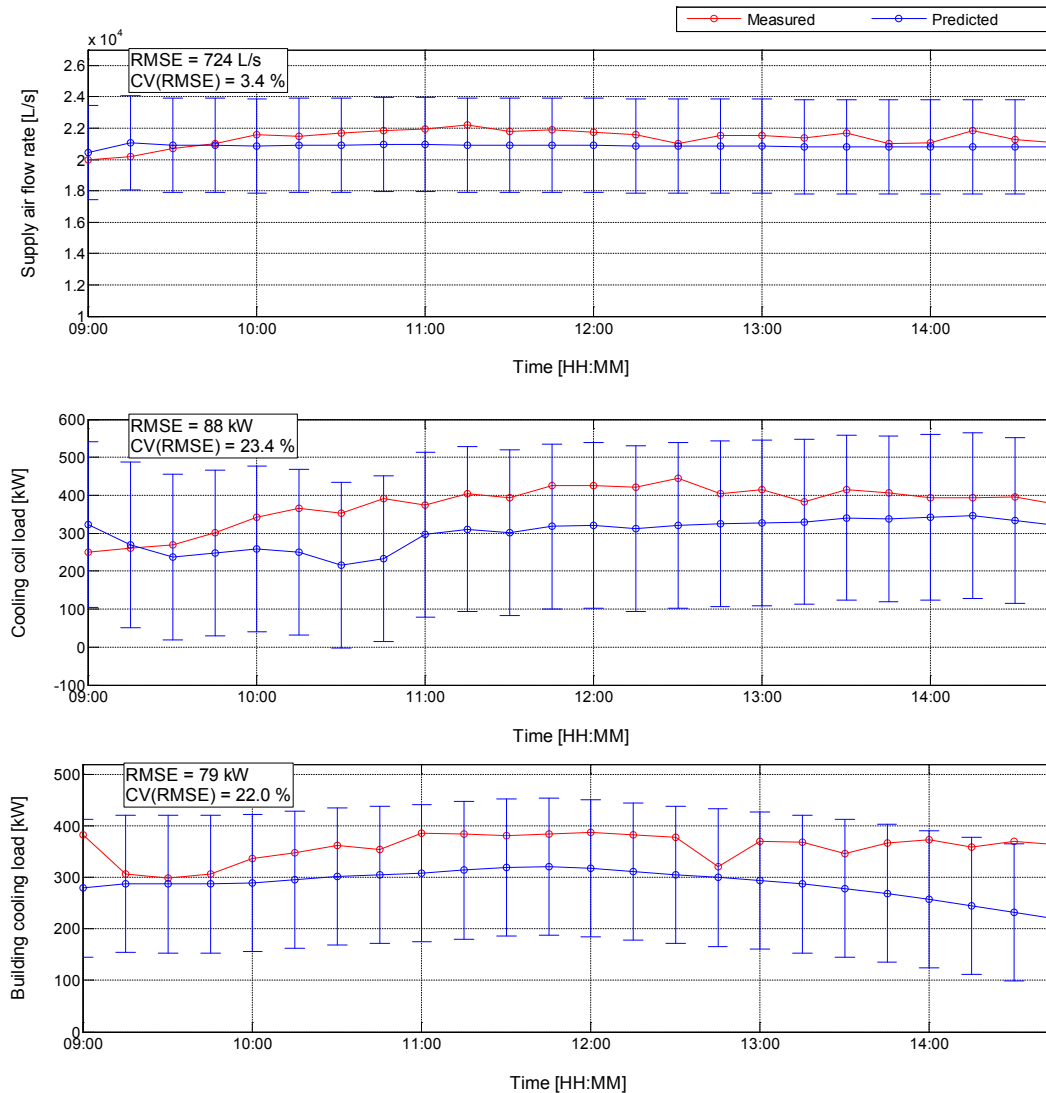 Measured Predicted
x 10^4
RMSE = 724 L/s
CV(RMSE) = 3.4 %
Supply air flow rate [L/s]
2.6
2.4
2.2
2
1.8
1.6
1.4
1.2
1
09:00 10:00 11:00 12:00 13:00 14:00
Time [HH:MM]
RMSE = 88 kW
CV(RMSE) = 23.4 %
Cooling coil load [kW]
600
500
400
300
200
100
0
-100
09:00 10:00 11:00 12:00 13:00 14:00
Time [HH:MM]
RMSE = 79 kW
CV(RMSE) = 22.0 %
Building cooling load [kW]
500
400
300
200
100
0
09:00 10:00 11:00 12:00 13:00 14:00
Time [HH:MM]